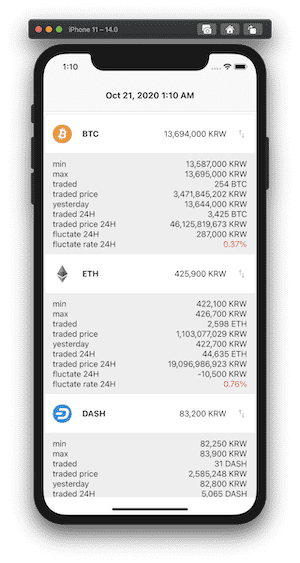 iPhone 11 – 14.0
1:10
Oct 21, 2020 1:10 AM
BTC 13,694,000 KRW
min 13,587,000 KRW
max 13,695,000 KRW
traded 254 BTC
traded price 3,471,845,202 KRW
yesterday 13,644,000 KRW
traded 24H 3,425 BTC
traded price 24H 46,125,819,673 KRW
fluctate 24H 287,000 KRW
fluctate rate 24H 0.37%
ETH 425,900 KRW
min 422,100 KRW
max 426,700 KRW
traded 2,598 ETH
traded price 1,103,077,029 KRW
yesterday 422,700 KRW
traded 24H 44,635 ETH
traded price 24H 19,096,986,923 KRW
fluctate 24H -10,500 KRW
fluctate rate 24H 0.76%
DASH 83,200 KRW
min 82,250 KRW
max 83,900 KRW
traded 31 DASH
traded price 2,585,248 KRW
yesterday 82,800 KRW
traded 24H 5,065 DASH